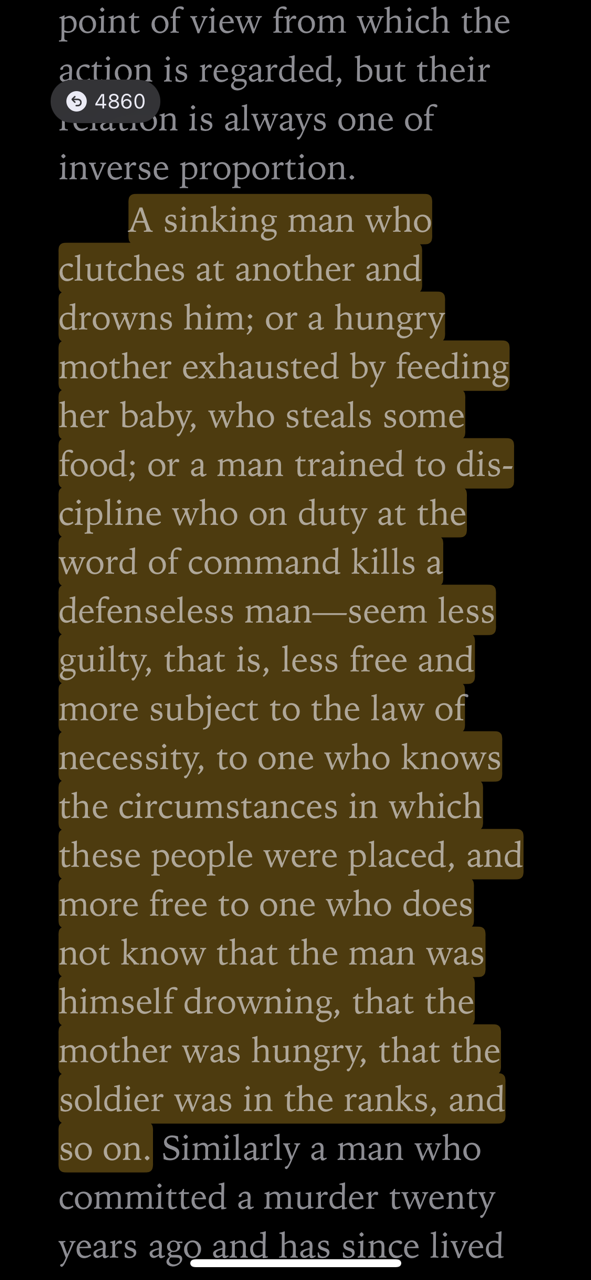 point of view from which the
action is regarded, but their
4860
relation is always one of
inverse proportion.
A sinking man who
clutches at another and
drowns him; or a hungry
mother exhausted by feeding
her baby, who steals some
food; or a man trained to dis-
cipline who on duty at the
word of command kills a
defenseless man—seem less
guilty, that is, less free and
more subject to the law of
necessity, to one who knows
the circumstances in which
these people were placed, and
more free to one who does
not know that the man was
himself drowning, that the
mother was hungry, that the
soldier was in the ranks, and
so on. Similarly a man who
committed a murder twenty
years ago and has since lived